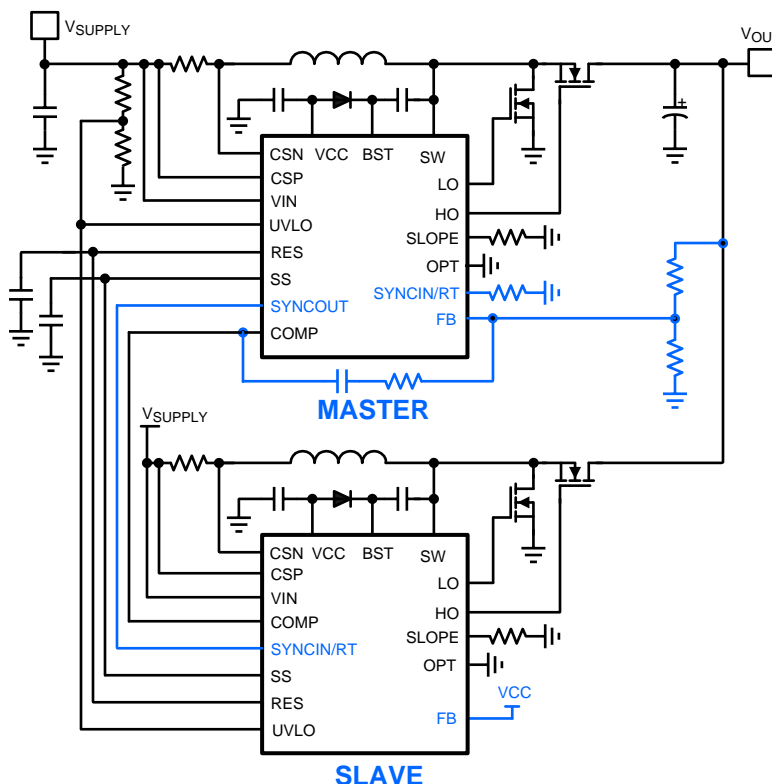 VSUPPLY
VOU
CSN
VCC
BST
SW
CSP
LO
VIN
HO
UVLO
SLOPE
RES
OPT
SS
SYNCIN/RT
SYNCOUT
FB
COMP
+
MASTER
VSUPPLY
CSN
VCC
BST
SW
CSP
LO
VIN
HO
COMP
SLOPE
SYNCIN/RT
OPT
SS
RES
VCC
FB
UVLO
SLAVE